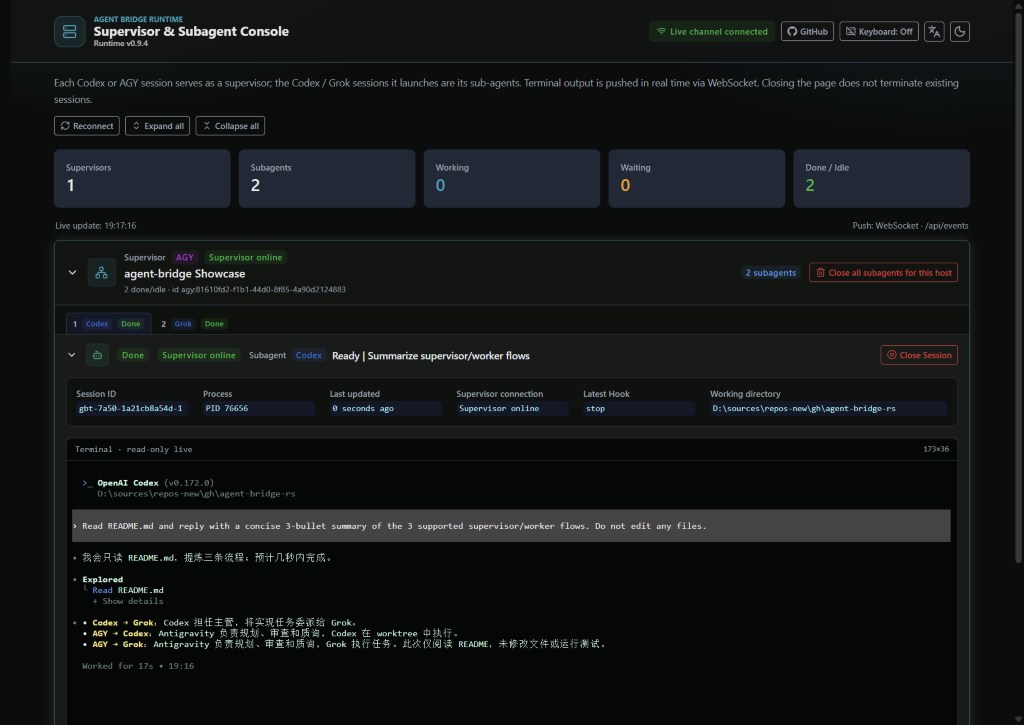 AGENT BRIDGE RUNTIME
Supervisor & Subagent Console
Runtime v0.9.4
Live channel connected
GitHub
Keyboard: Off
Each Codex or AGY session serves as a supervisor; the Codex / Grok sessions it launches are its sub-agents. Terminal output is pushed in real time via WebSocket. Closing the page does not terminate existing
sessions.
Reconnect
Expand all
Collapse all
Supervisors
1
Subagents
2
Working
0
Waiting
0
Done / Idle
2
Live update: 19:17:16
Push: WebSocket · /api/events
Supervisor AGY Supervisor online
agent-bridge Showcase
2 done/idle · id agy:81610fd2-f1b1-44d0-8f85-4a90d2124883
2 subagents
Close all subagents for this host
1 Codex Done
2 Grok Done
Done Supervisor online Subagent Codex Ready | Summarize supervisor/worker flows
Close Session
Session ID
gbt-7a50-1a21cb8a54d-1
Process
PID 76656
Last updated
0 seconds ago
Supervisor connection
Supervisor online
Latest Hook
stop
Working directory
D:\sources\repos-new\gh\agent-bridge-rs
Terminal · read-only live
173×36
>_ OpenAI Codex (v0.172.0)
D:\sources\repos-new\gh\agent-bridge-rs
› Read README.md and reply with a concise 3-bullet summary of the 3 supported supervisor/worker flows. Do not edit any files.
• 我会只读 README.md，提炼三条流程；预计几秒内完成。
• Explored
└ Read README.md
+ Show details
• • Codex → Grok：Codex 担任主管，将实现任务委派给 Grok。
• AGY → Codex：Antigravity 负责规划、审查和质询，Codex 在 worktree 中执行。
• AGY → Grok：Antigravity 负责规划、审查和质询，Grok 执行任务。此次仅阅读 README，未修改文件或运行测试。
Worked for 17s • 19:16